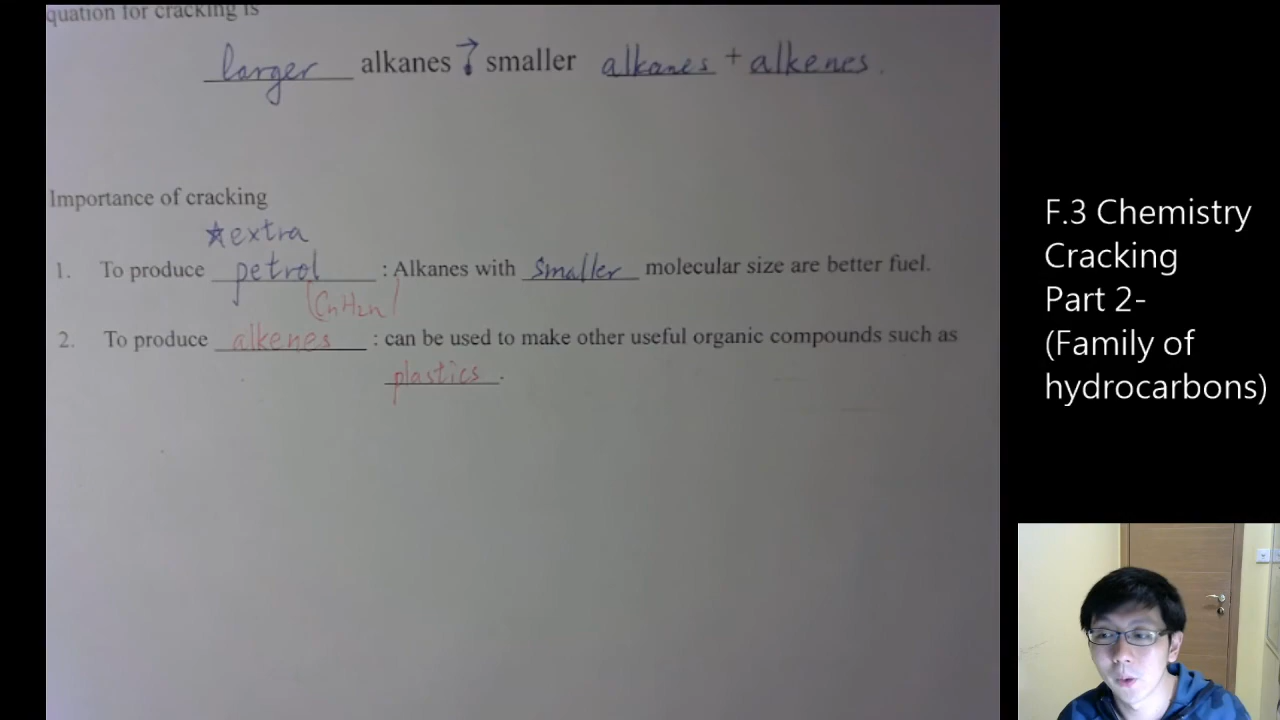 quation for cracking is
larger alkanes → smaller alkanes + alkenes.
Importance of cracking
*extra
1. To produce petrol : Alkanes with smaller molecular size are better fuel.
(CnH2n)
2. To produce alkenes : can be used to make other useful organic compounds such as
plastics.
F.3 Chemistry
Cracking
Part 2-
(Family of
hydrocarbons)